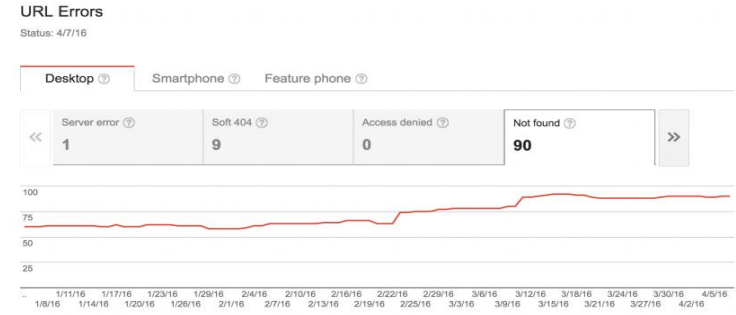 URL Errors
Status: 4/7/16
Desktop Smartphone Feature phone
Server error Soft 404 Access denied Not found
1 9 0 90
100
75
50
25
1/11/16 1/17/16 1/23/16 1/29/16 2/4/16 2/10/16 2/16/16 2/22/16 2/29/16 3/6/16 3/12/16 3/18/16 3/24/16 3/30/16 4/5/16
1/8/16 1/14/16 1/20/16 1/26/16 2/1/16 2/7/16 2/13/16 2/19/16 2/25/16 3/3/16 3/9/16 3/15/16 3/21/16 3/27/16 4/2/16